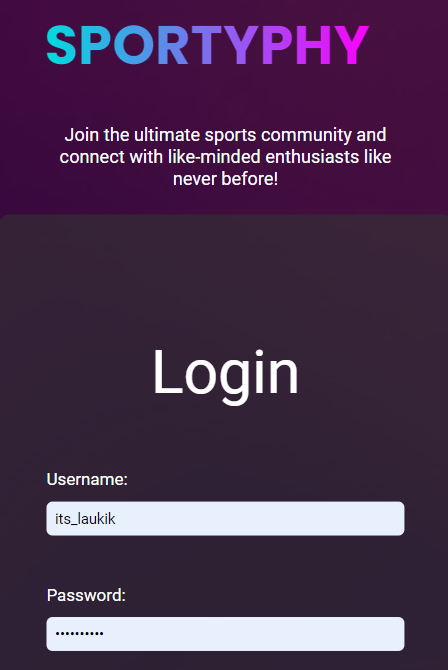 SPORTYPHY
Join the ultimate sports community and
connect with like-minded enthusiasts like
never before!
Login
Username:
its_laukik
Password:
••••••••••